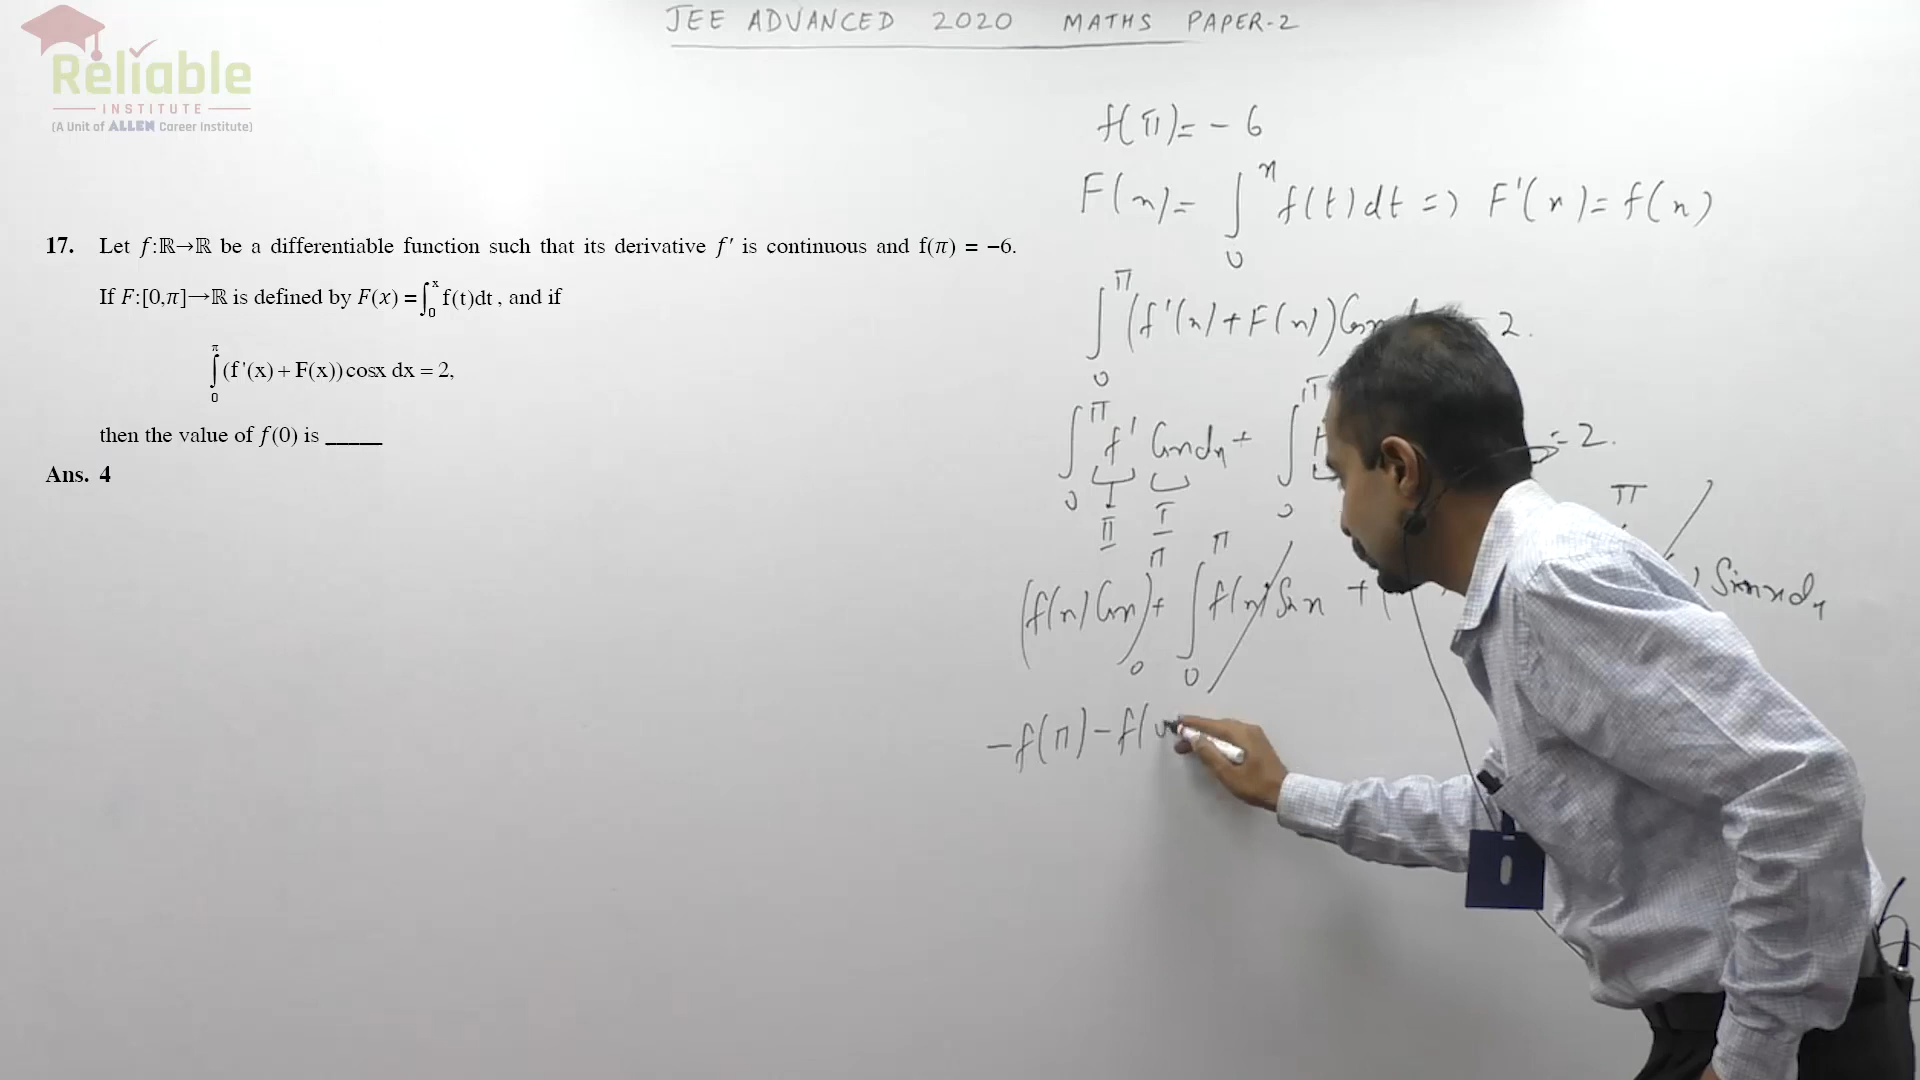 JEE ADVANCED 2020 MATHS PAPER-2
Reliable
INSTITUTE
(A Unit of ALLEN Career Institute)
17. Let f:ℝ→ℝ be a differentiable function such that its derivative f′ is continuous and f(π) = −6.
If F:[0,π]→ℝ is defined by F(x) = ∫₀ˣ f(t)dt, and if
∫₀^π (f'(x) + F(x)) cosx dx = 2,
then the value of f(0) is _____
Ans. 4
f(π) = - 6
F(x) = ∫₀ˣ f(t)dt => F'(x) = f(x)
∫₀^π (f'(x) + F(x)) Cosx 2.
∫₀^π f' Cosx dx + ∫₀^π = 2.
II I π
(f(x) Cosx)₀^π + ∫₀^π f(x) Sinx + ( ) Sinx dx
-f(π) - f(